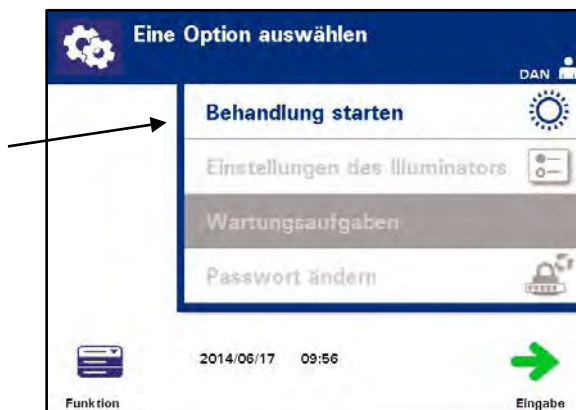 Eine Option auswählen
DAN
Behandlung starten
Einstellungen des Illuminators
Wartungsaufgaben
Passwort ändern
2014/06/17 09:56
Funktion Eingabe